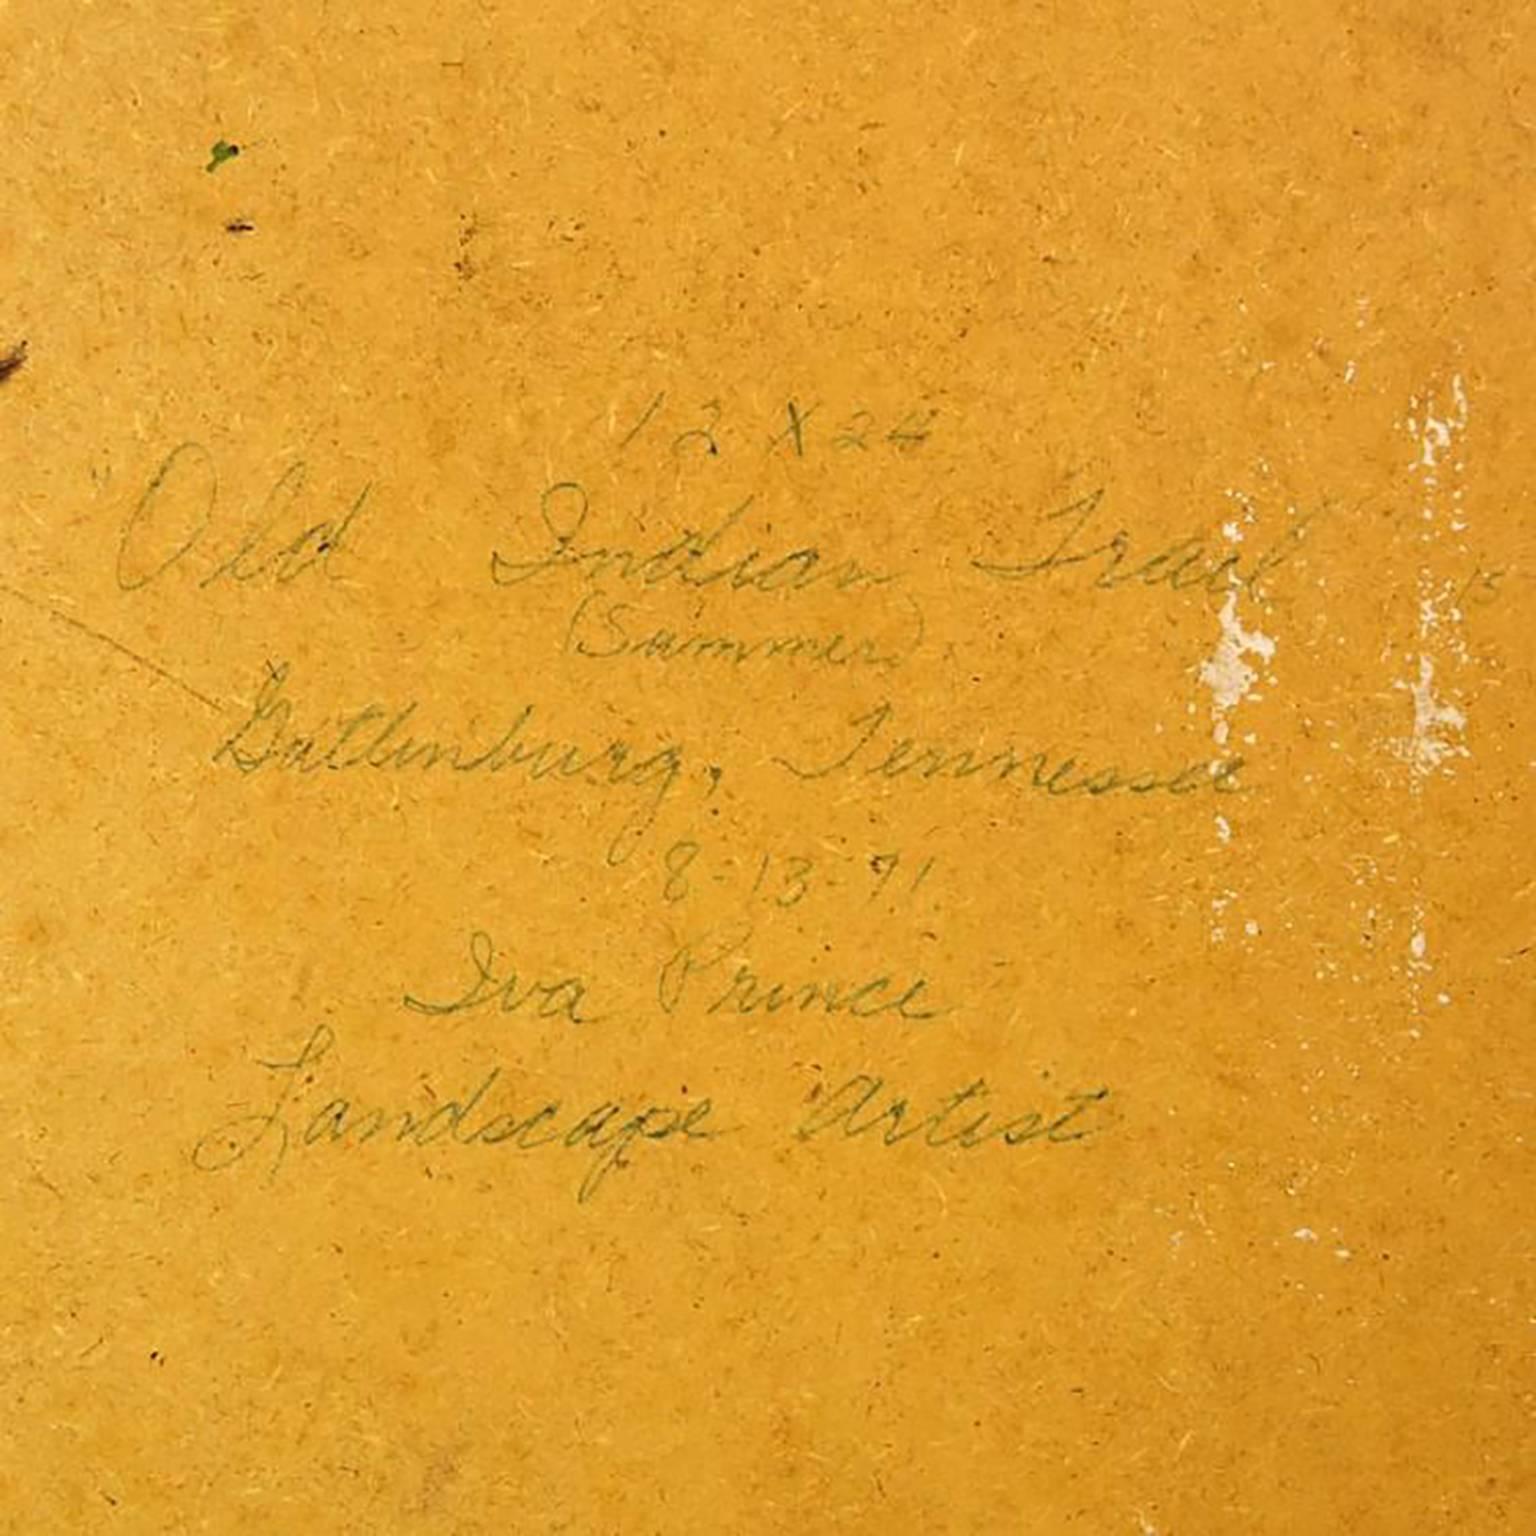 12 X 24
"Old Indian Trail"
(Summer)
Gatlinburg, Tennessee
8-13-71
Iva Prince
Landscape Artist